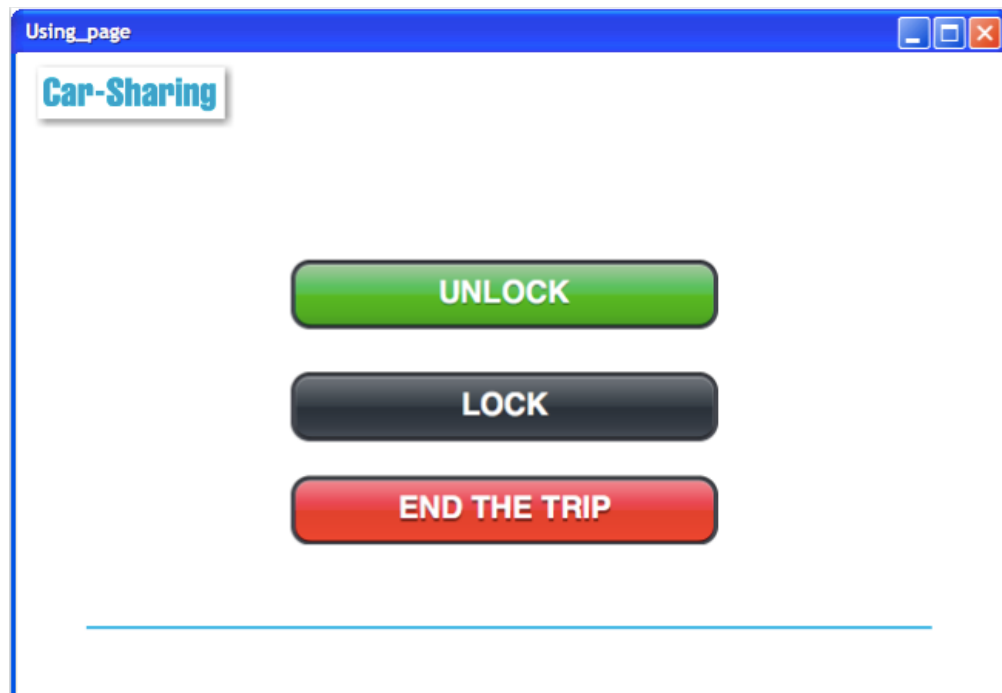 Using_page
Car-Sharing
UNLOCK
LOCK
END THE TRIP